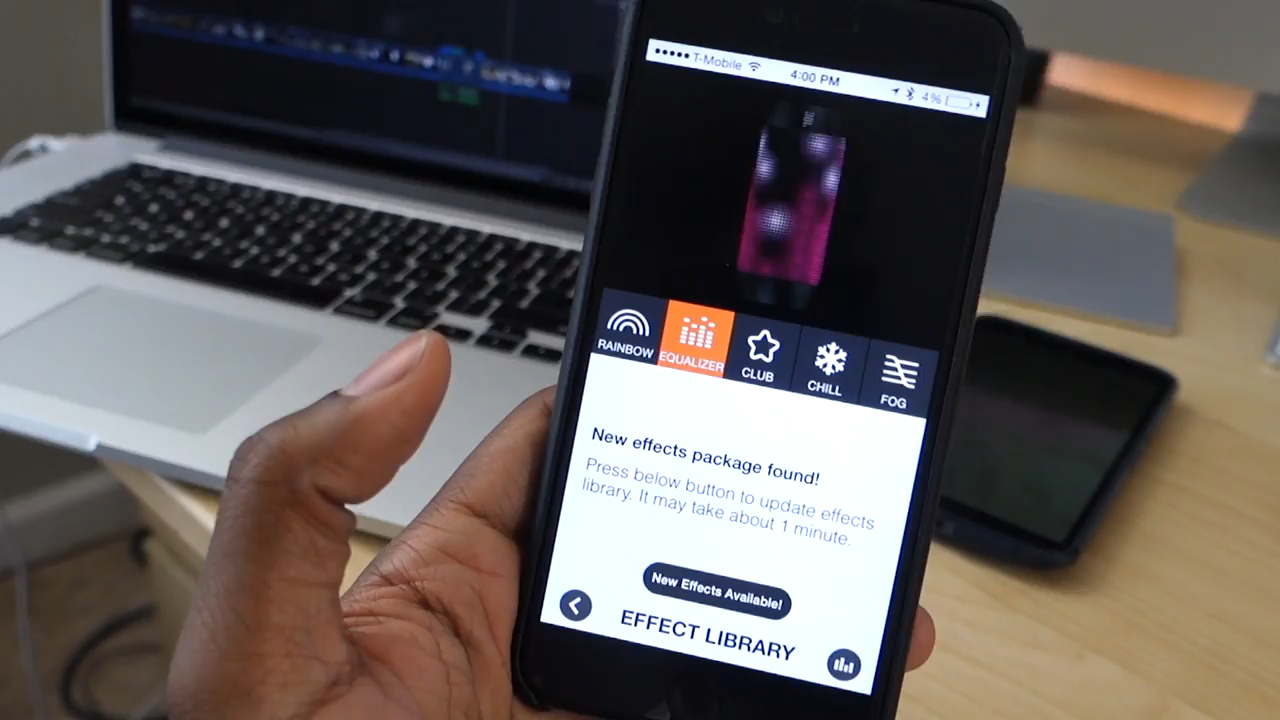 T-Mobile 4:00 PM 4%
RAINBOW EQUALIZER CLUB CHILL FOG
New effects package found!
Press below button to update effects
library. It may take about 1 minute.
New Effects Available!
EFFECT LIBRARY